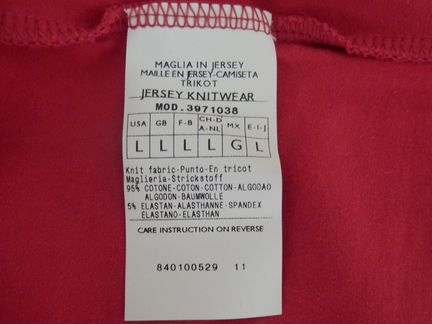 MAGLIA IN JERSEY
MAILLE EN JERSEY-CAMISETA
TRIKOT
JERSEY KNITWEAR
MOD. 3971038
USA GB F-B CH-D A-NL MX E-I-J
L L L L G L
Knit fabric-Punto-En tricot
Maglieria-Strickstoff
95% COTONE-COTON-COTTON-ALGODAO
ALGODON-BAUMWOLLE
5% ELASTAN-ALASTHANNE-SPANDEX
ELASTANO-ELASTHAN
CARE INSTRUCTION ON REVERSE
840100529 11